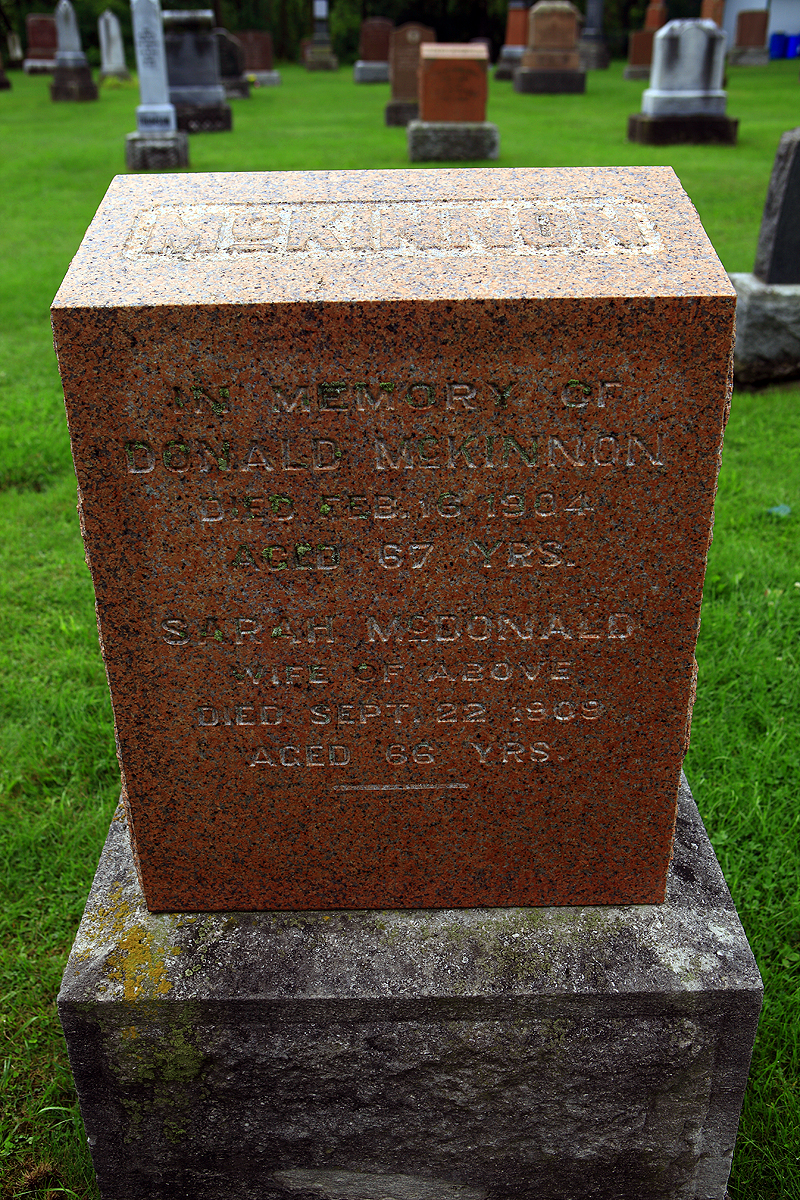 McKINNON
IN MEMORY OF
DONALD McKINNON
DIED FEB. 16 1904
AGED 67 YRS.
SARAH McDONALD
WIFE OF ABOVE
DIED SEPT. 22 1909
AGED 66 YRS.